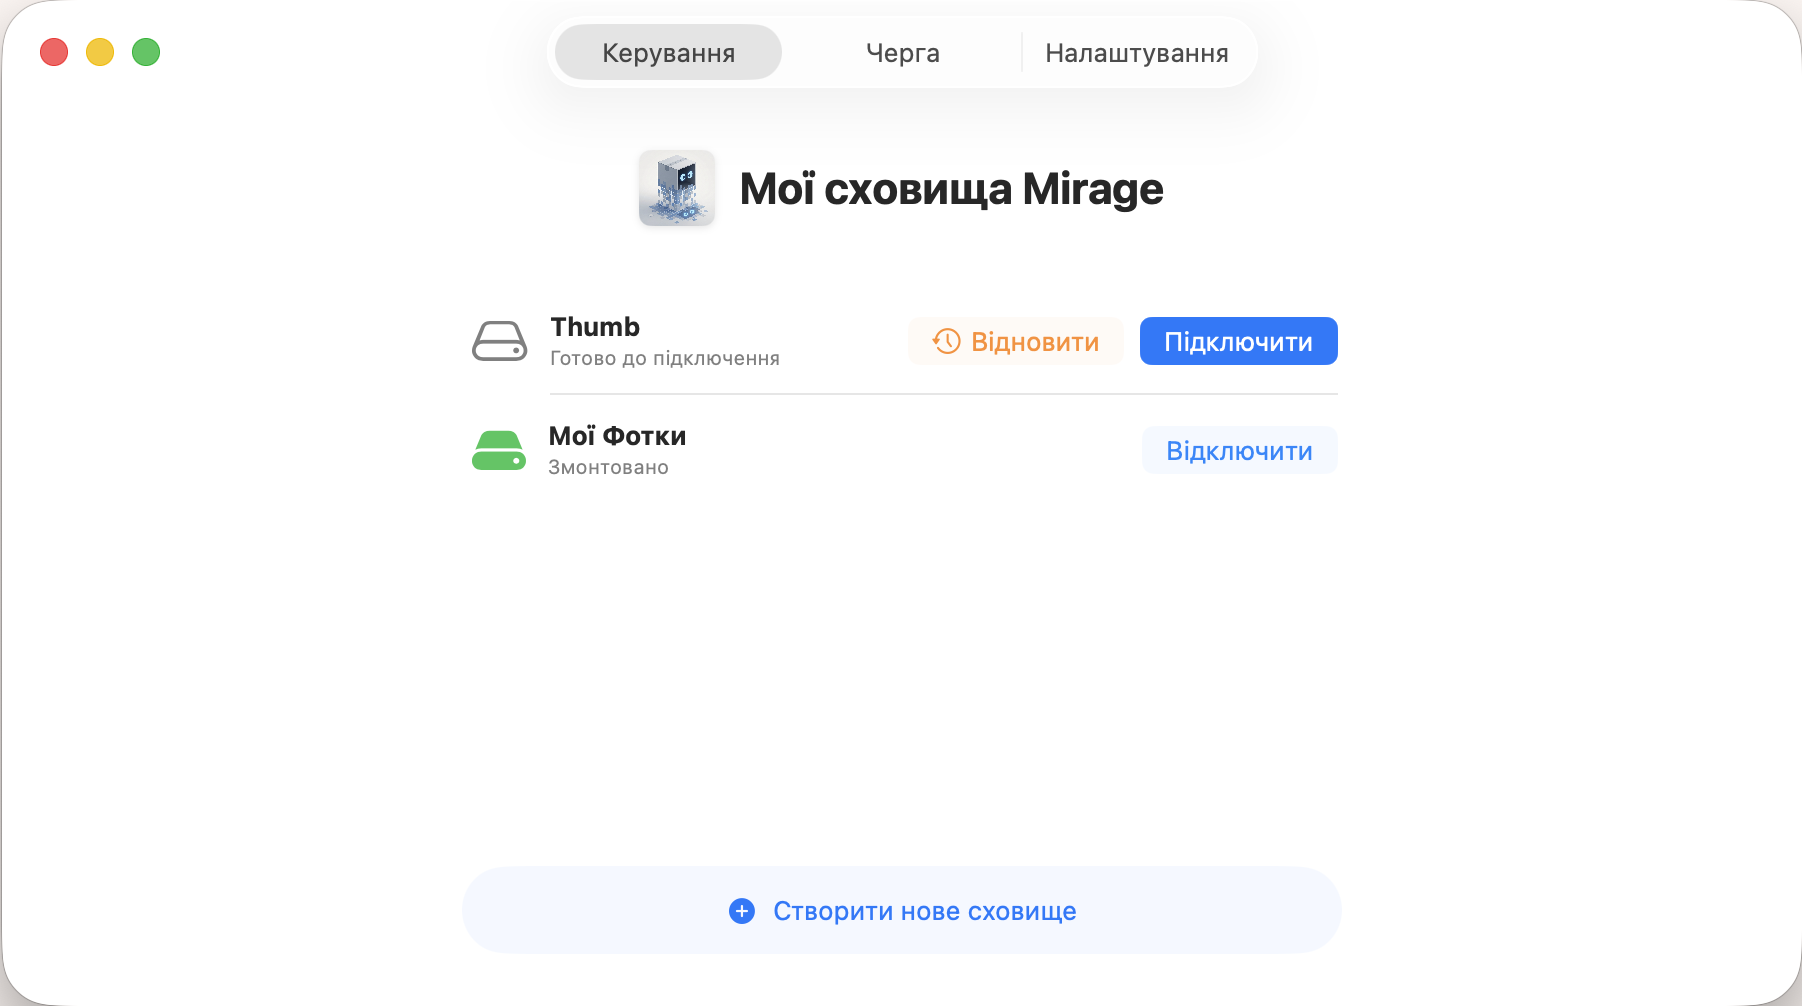 Керування
Черга
Налаштування
Мої сховища Mirage
Thumb
Готово до підключення
Відновити
Підключити
Мої Фотки
Змонтовано
Відключити
Створити нове сховище